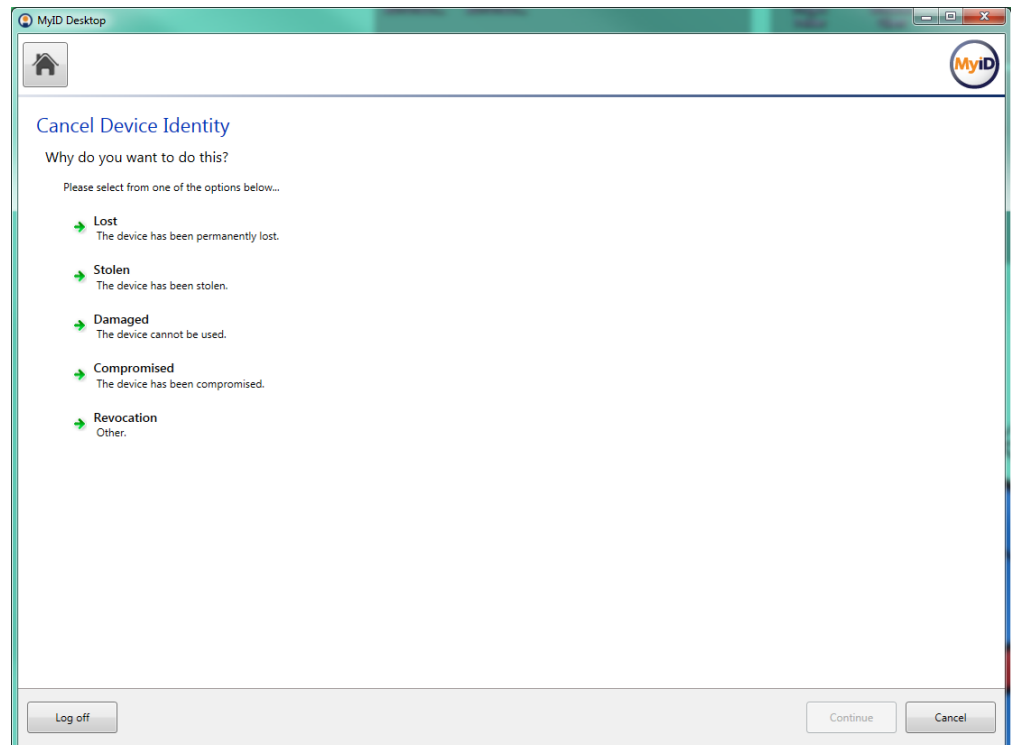 MyID Desktop
MyiD
Cancel Device Identity
Why do you want to do this?
Please select from one of the options below...
Lost
The device has been permanently lost.
Stolen
The device has been stolen.
Damaged
The device cannot be used.
Compromised
The device has been compromised.
Revocation
Other.
Log off
Continue
Cancel